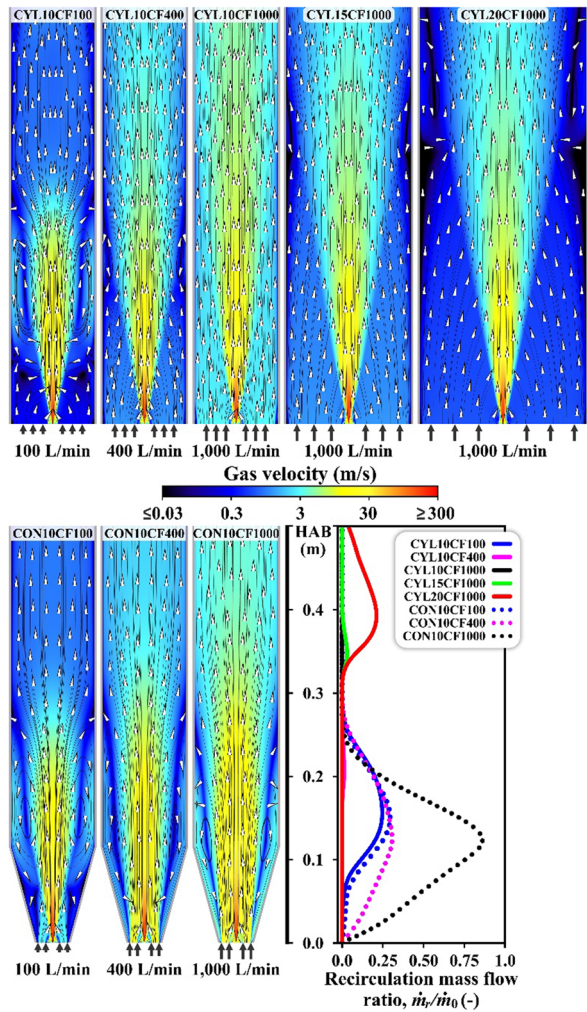 CYL10CF100 CYL10CF400 CYL10CF1000 CYL15CF1000 CYL20CF1000
100 L/min 400 L/min 1,000 L/min 1,000 L/min 1,000 L/min
Gas velocity (m/s)
≤0.03 0.3 3 30 ≥300
CON10CF100 CON10CF400 CON10CF1000
100 L/min 400 L/min 1,000 L/min
HAB
(m)
0.4
0.3
0.2
0.1
0.0
CYL10CF100
CYL10CF400
CYL10CF1000
CYL15CF1000
CYL20CF1000
CON10CF100
CON10CF400
CON10CF1000
0.0 0.25 0.50 0.75 1.0
Recirculation mass flow
ratio, ṁr/ṁ0 (-)